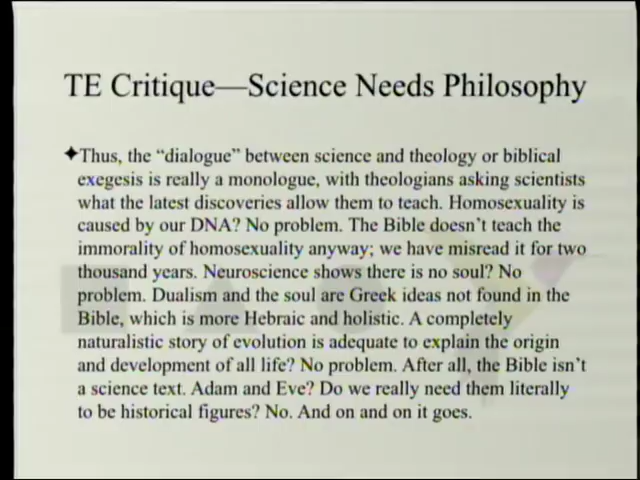 TE Critique—Science Needs Philosophy
✦Thus, the “dialogue” between science and theology or biblical
exegesis is really a monologue, with theologians asking scientists
what the latest discoveries allow them to teach. Homosexuality is
caused by our DNA? No problem. The Bible doesn’t teach the
immorality of homosexuality anyway; we have misread it for two
thousand years. Neuroscience shows there is no soul? No
problem. Dualism and the soul are Greek ideas not found in the
Bible, which is more Hebraic and holistic. A completely
naturalistic story of evolution is adequate to explain the origin
and development of all life? No problem. After all, the Bible isn’t
a science text. Adam and Eve? Do we really need them literally
to be historical figures? No. And on and on it goes.